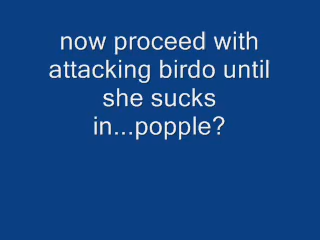 now proceed with
attacking birdo until
she sucks
in...popple?